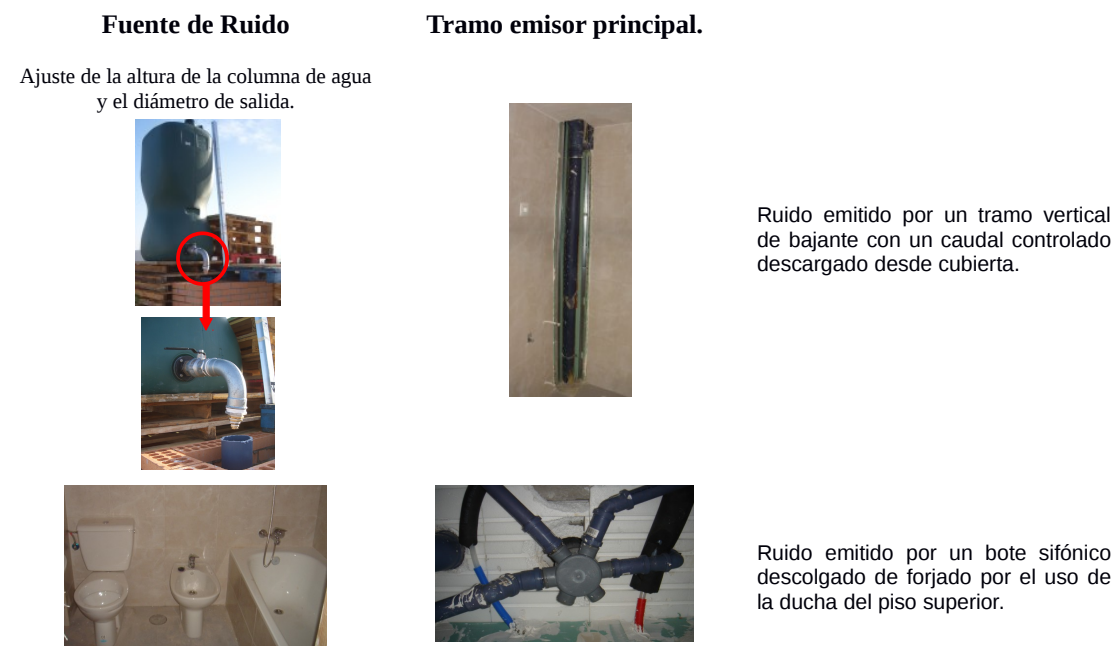 Fuente de Ruido
Tramo emisor principal.
Ajuste de la altura de la columna de agua
y el diámetro de salida.
Ruido emitido por un tramo vertical
de bajante con un caudal controlado
descargado desde cubierta.
Ruido emitido por un bote sifónico
descolgado de forjado por el uso de
la ducha del piso superior.